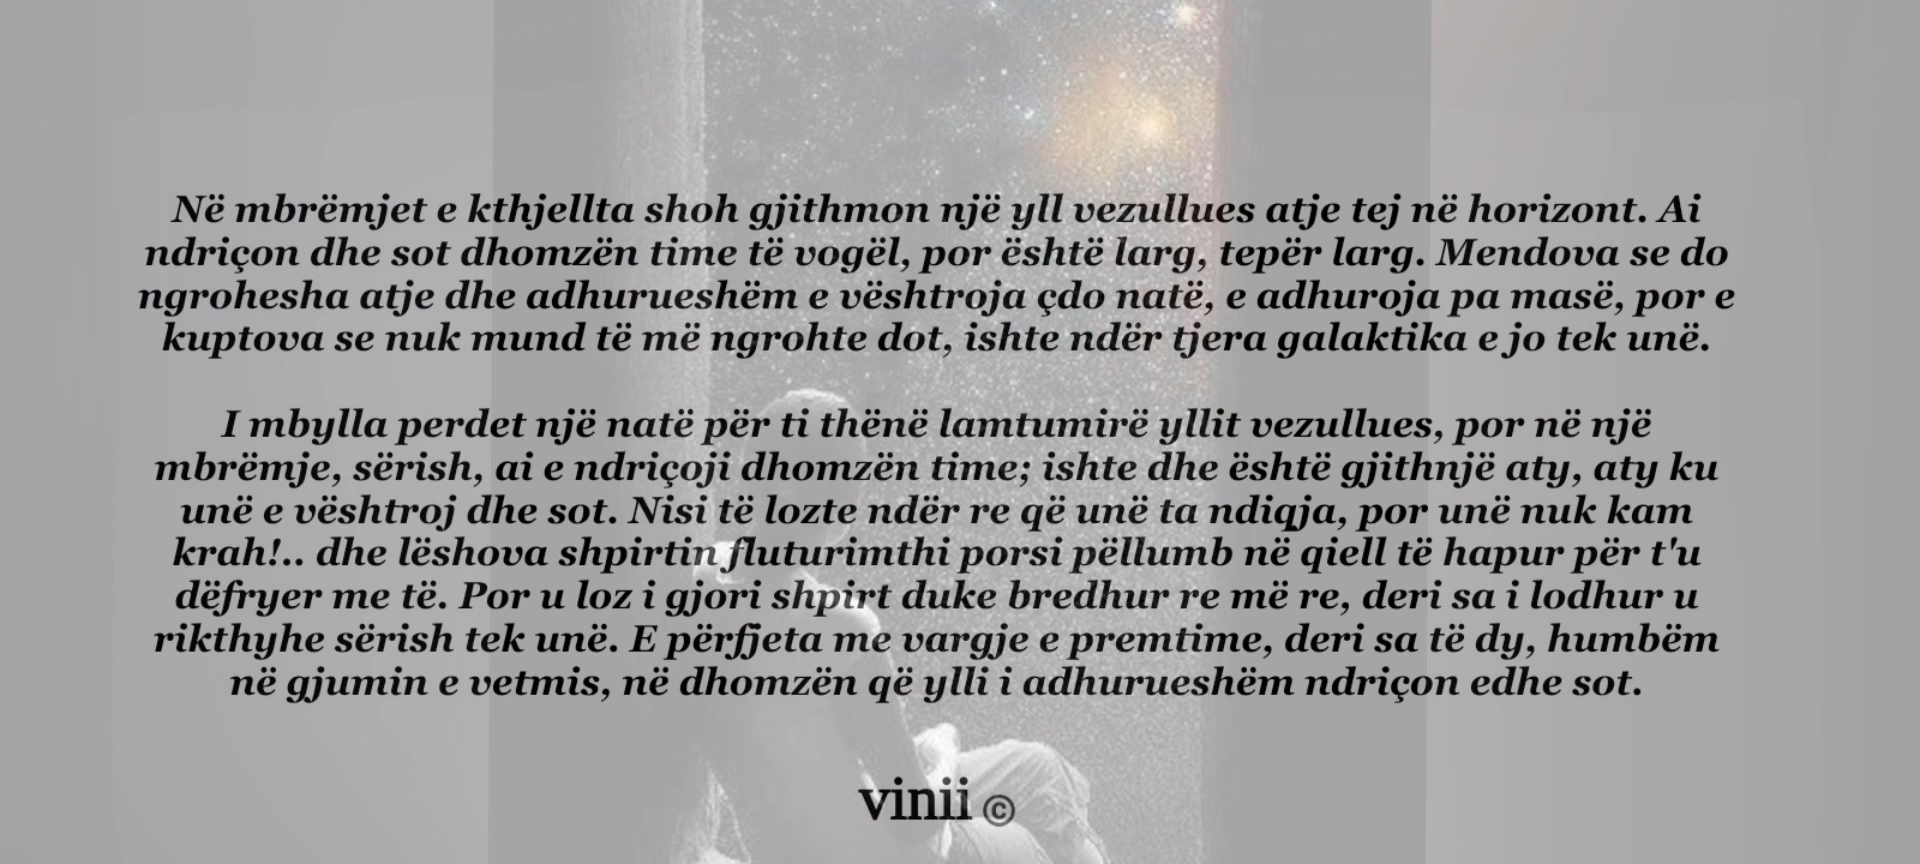 Në mbrëmjet e kthjellta shoh gjithmon një yll vezullues atje tej në horizont. Ai
ndriçon dhe sot dhomzën time të vogël, por është larg, tepër larg. Mendova se do
ngrohesha atje dhe adhurueshëm e vështroja çdo natë, e adhuroja pa masë, por e
kuptova se nuk mund të më ngrohte dot, ishte ndër tjera galaktika e jo tek unë.
I mbylla perdet një natë për ti thënë lamtumirë yllit vezullues, por në një
mbrëmje, sërish, ai e ndriçoji dhomzën time; ishte dhe është gjithnjë aty, aty ku
unë e vështroj dhe sot. Nisi të lozte ndër re që unë ta ndiqja, por unë nuk kam
krah!.. dhe lëshova shpirtin fluturimthi porsi pëllumb në qiell të hapur për t'u
dëfryer me të. Por u loz i gjori shpirt duke bredhur re më re, deri sa i lodhur u
rikthyhe sërish tek unë. E përfjeta me vargje e premtime, deri sa të dy, humbëm
në gjumin e vetmis, në dhomzën që ylli i adhurueshëm ndriçon edhe sot.
vinii ©